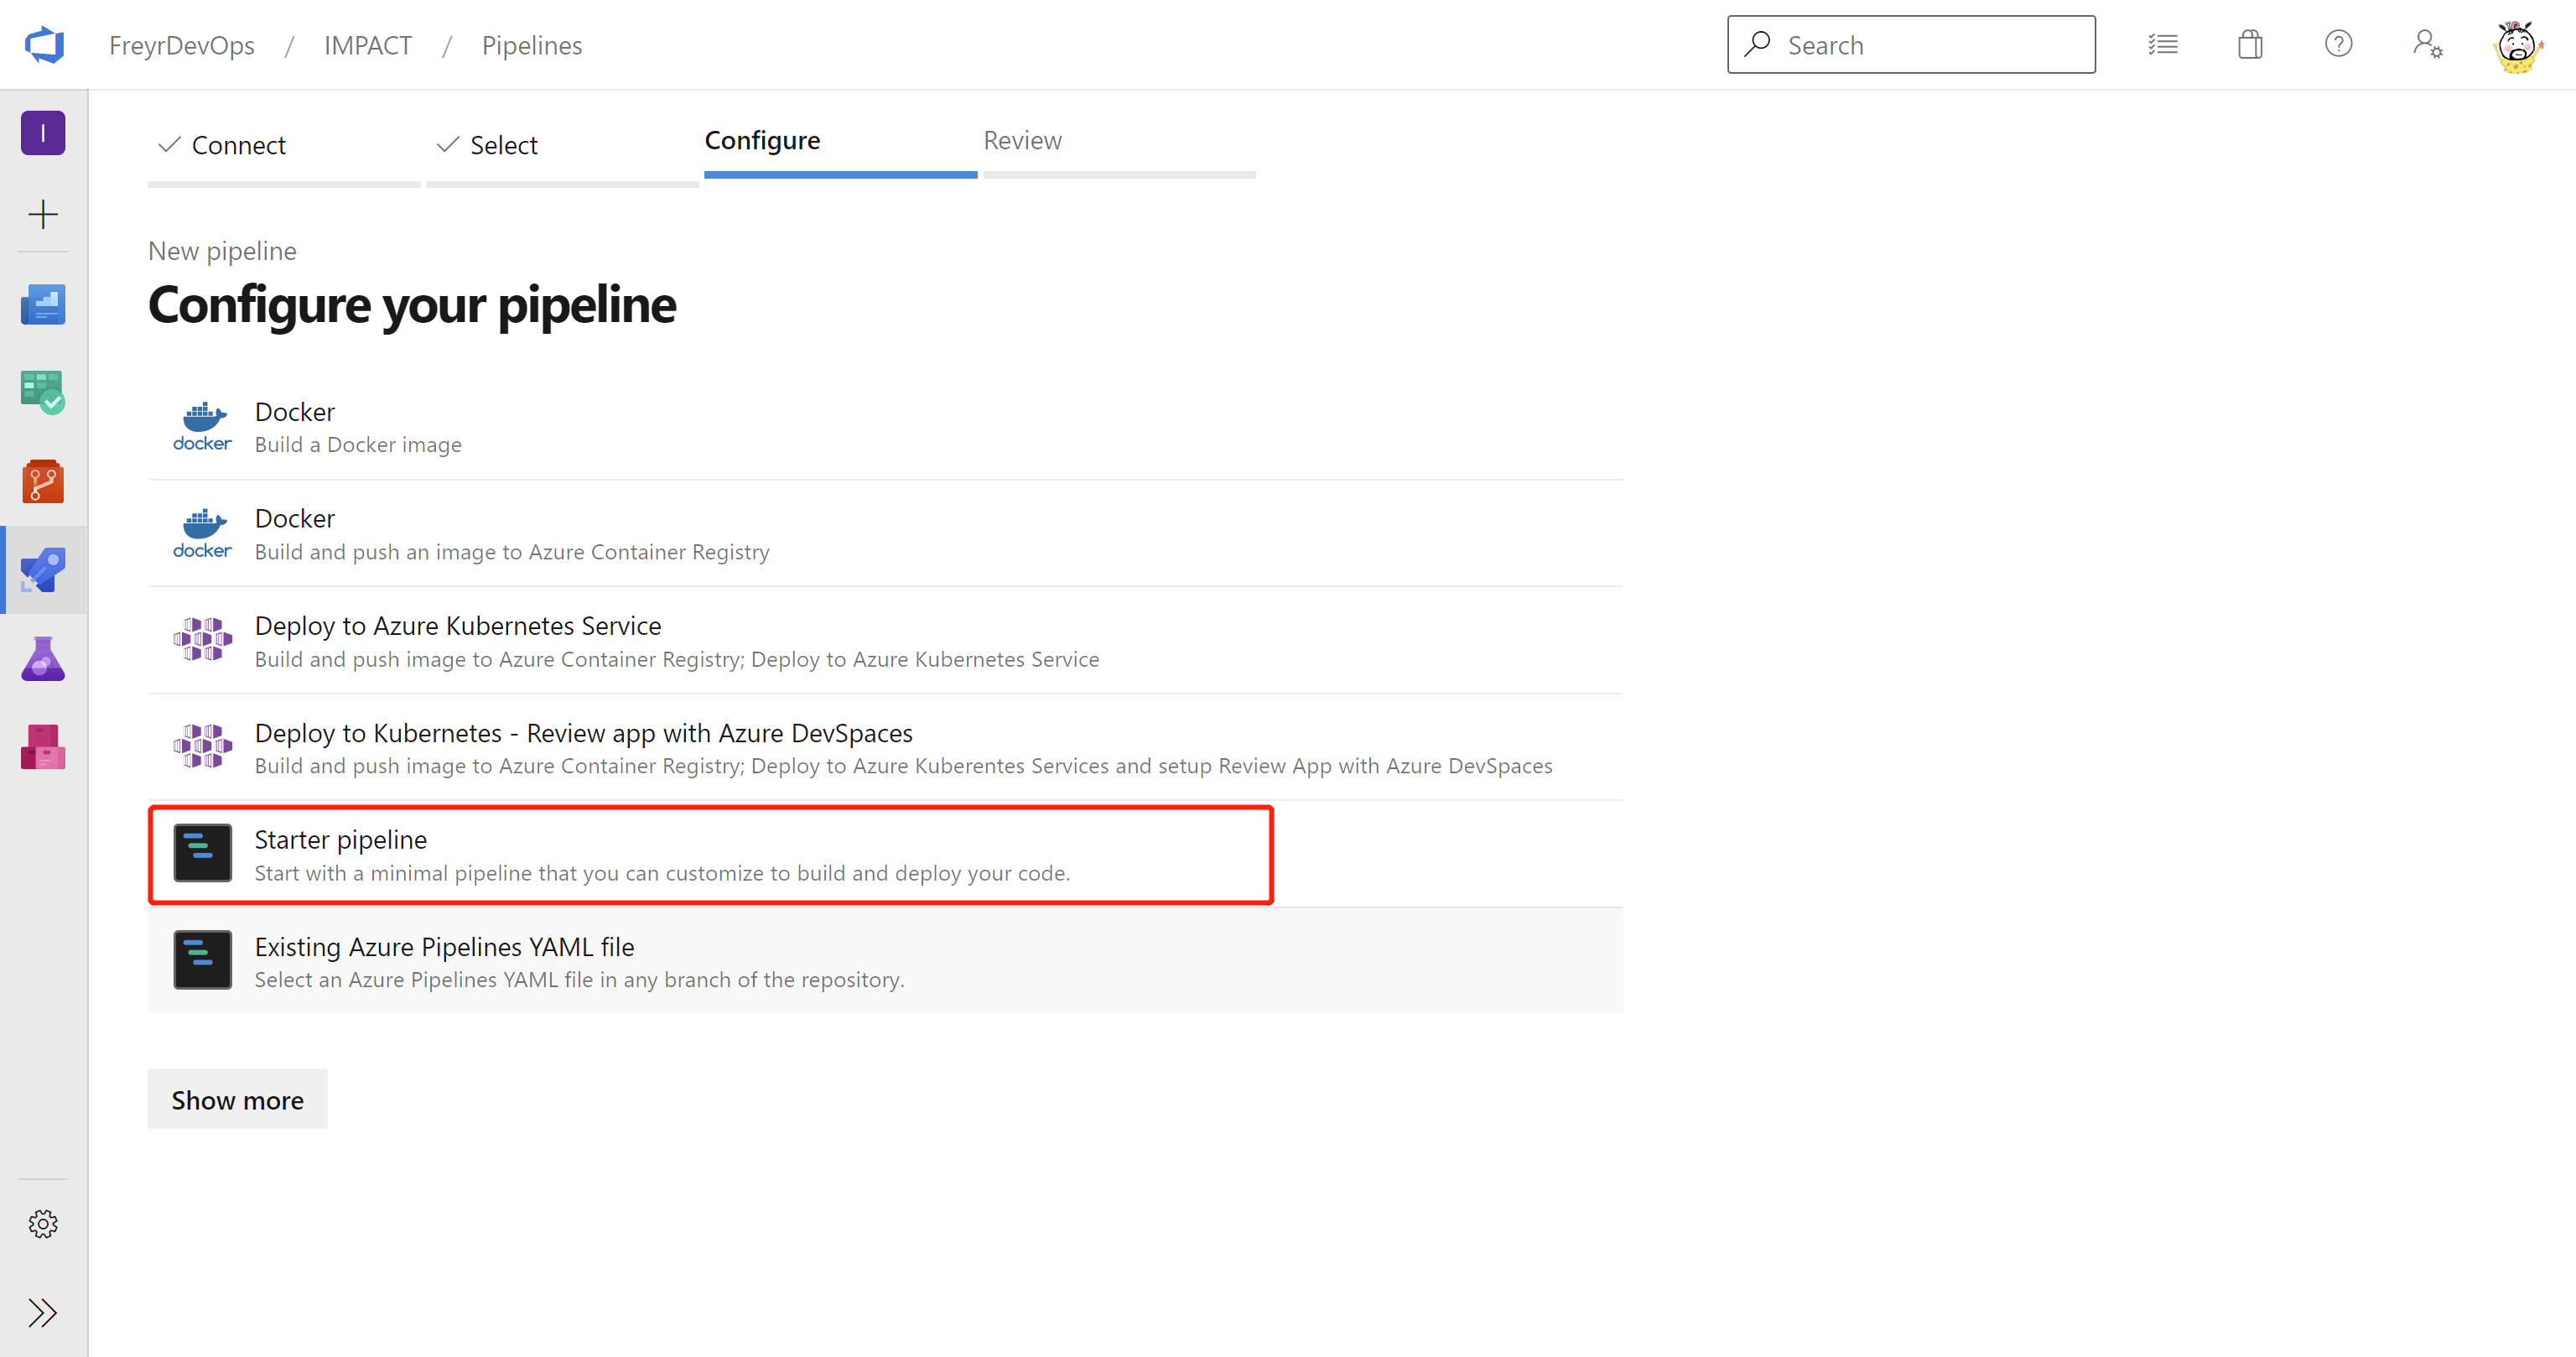 FreyrDevOps / IMPACT / Pipelines
Search
I
Connect
Select
Configure
Review
New pipeline
Configure your pipeline
docker
Docker
Build a Docker image
docker
Docker
Build and push an image to Azure Container Registry
Deploy to Azure Kubernetes Service
Build and push image to Azure Container Registry; Deploy to Azure Kubernetes Service
Deploy to Kubernetes - Review app with Azure DevSpaces
Build and push image to Azure Container Registry; Deploy to Azure Kuberentes Services and setup Review App with Azure DevSpaces
Starter pipeline
Start with a minimal pipeline that you can customize to build and deploy your code.
Existing Azure Pipelines YAML file
Select an Azure Pipelines YAML file in any branch of the repository.
Show more